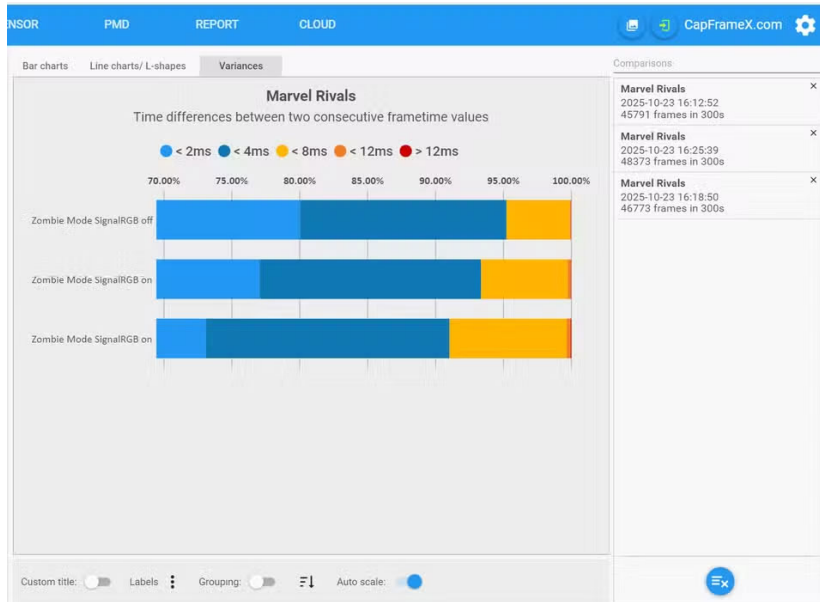 NSOR PMD REPORT CLOUD CapFrameX.com
Bar charts Line charts/ L-shapes Variances
Marvel Rivals
Time differences between two consecutive frametime values
< 2ms < 4ms < 8ms < 12ms > 12ms
70.00% 75.00% 80.00% 85.00% 90.00% 95.00% 100.00%
Zombie Mode SignalRGB off
Zombie Mode SignalRGB on
Zombie Mode SignalRGB on
Custom title: Labels Grouping: Auto scale:
Comparisons
Marvel Rivals
2025-10-23 16:12:52
45791 frames in 300s
Marvel Rivals
2025-10-23 16:25:39
48373 frames in 300s
Marvel Rivals
2025-10-23 16:18:50
46773 frames in 300s